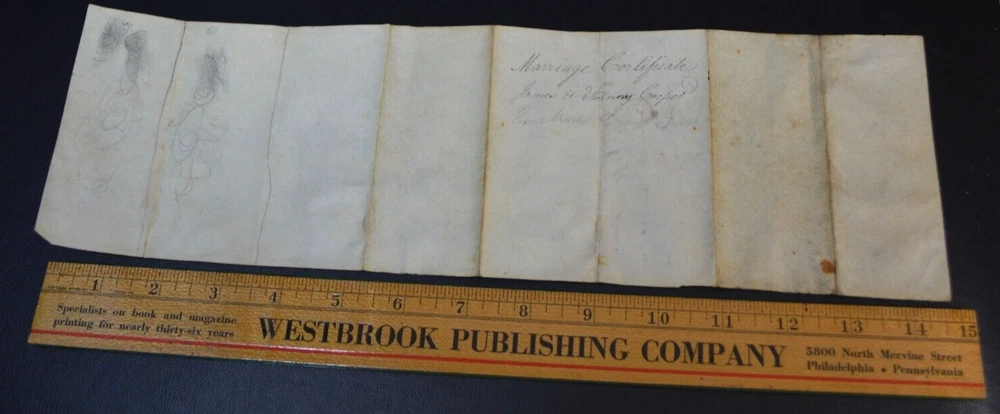 Marriage Certificate
James & Fanny Cooper
1 2 3 4 5 6 7 8 9 10 11 12 13 14 15
Specialists on book and magazine
printing for nearly thirty-six years
WESTBROOK PUBLISHING COMPANY
5800 North Mervine Street
Philadelphia • Pennsylvania